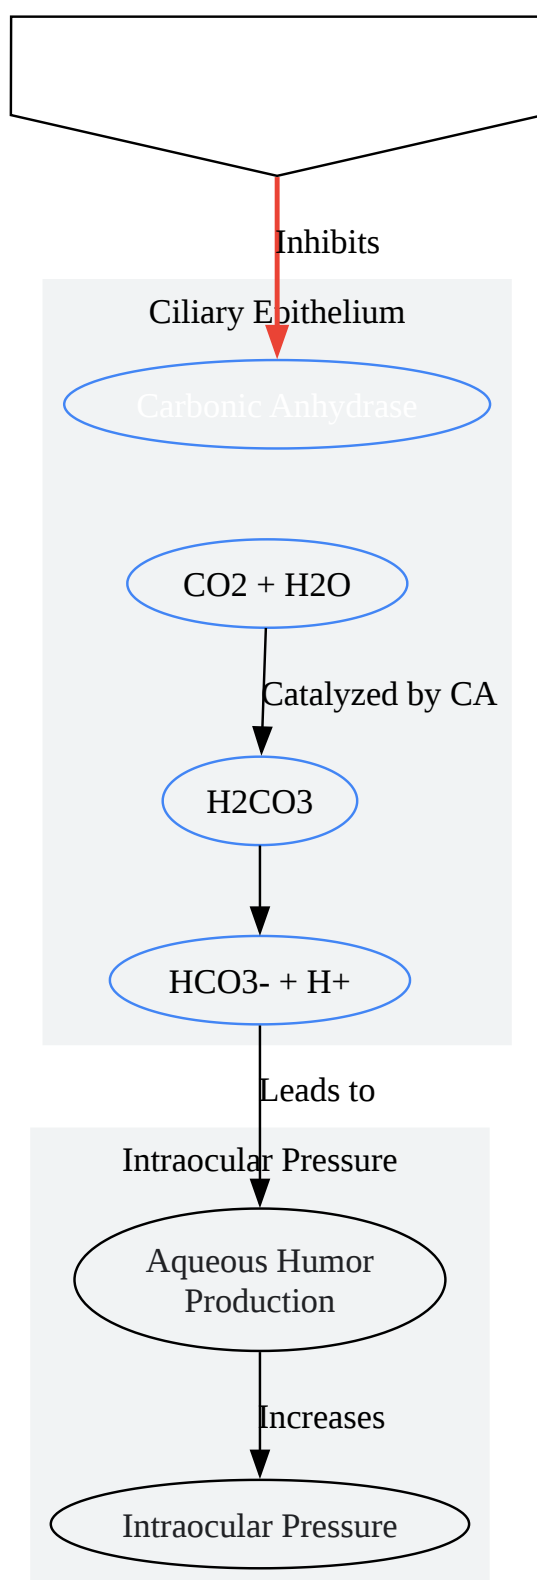 Inhibits
Ciliary Epithelium
Carbonic Anhydrase
CO2 + H2O
Catalyzed by CA
H2CO3
HCO3- + H+
Leads to
Intraocular Pressure
Aqueous Humor
Production
Increases
Intraocular Pressure